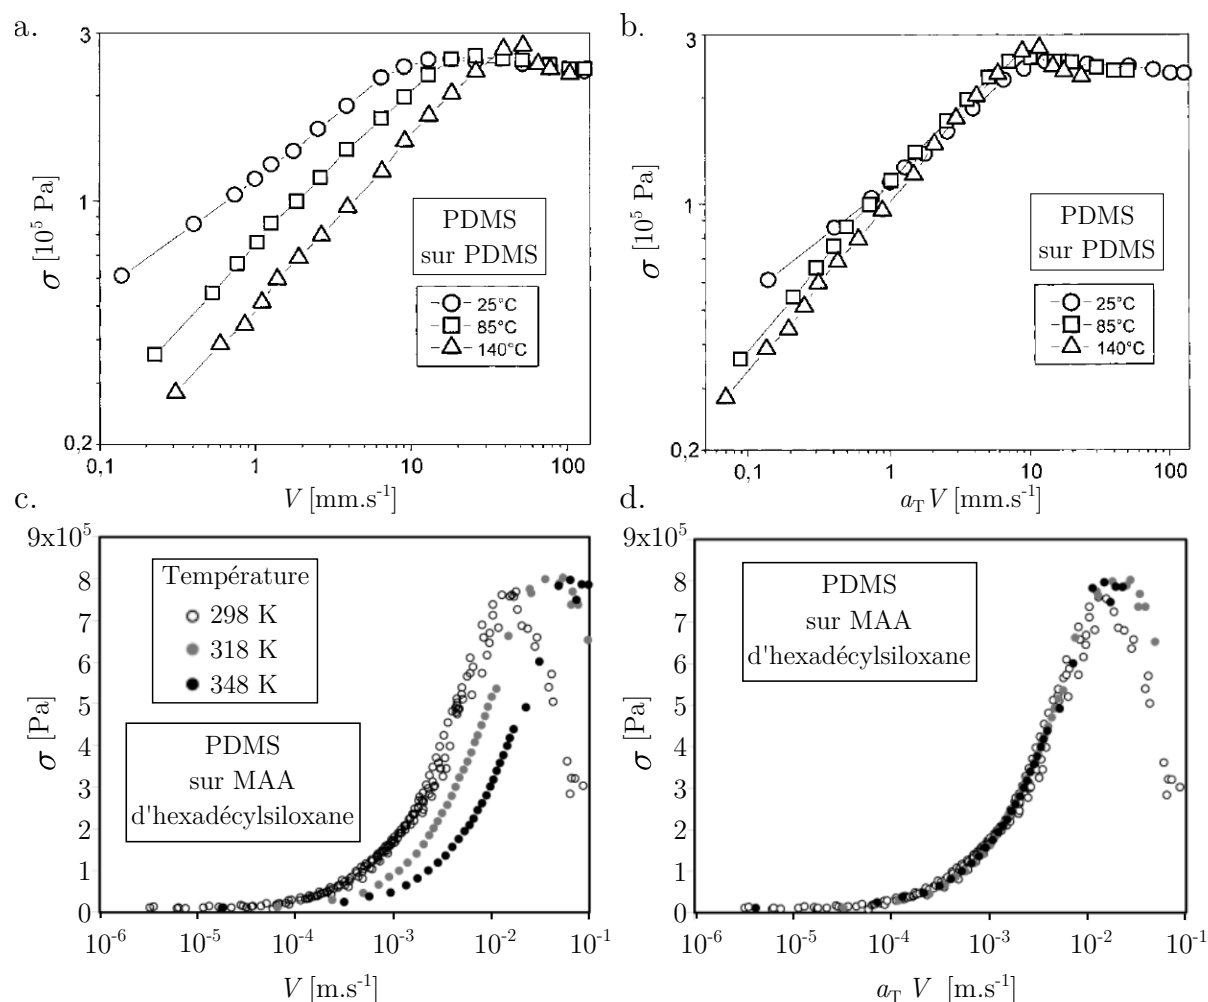 a.
3
1
0,2
σ [10⁵ Pa]
PDMS
sur PDMS
25°C
85°C
140°C
0,1
1
10
100
V [mm.s⁻¹]
b.
3
1
0,2
σ [10⁵ Pa]
PDMS
sur PDMS
25°C
85°C
140°C
0,1
1
10
100
a_T V [mm.s⁻¹]
c.
9x10⁵
8
7
6
5
4
3
2
1
0
σ [Pa]
Température
298 K
318 K
348 K
PDMS
sur MAA
d'hexadécylsiloxane
10⁻⁶
10⁻⁵
10⁻⁴
10⁻³
10⁻²
10⁻¹
V [m.s⁻¹]
d.
9x10⁵
8
7
6
5
4
3
2
1
0
σ [Pa]
PDMS
sur MAA
d'hexadécylsiloxane
10⁻⁶
10⁻⁵
10⁻⁴
10⁻³
10⁻²
10⁻¹
a_T V [m.s⁻¹]